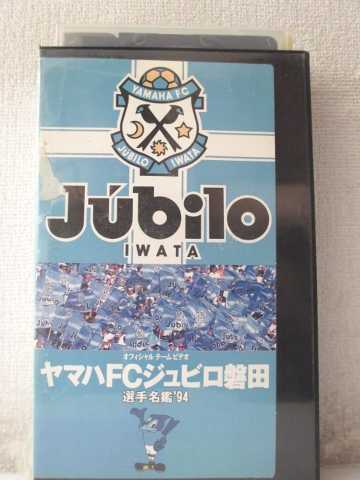 YAMAHA FC
JUBILO IWATA
Júbilo
IWATA
オフィシャル チーム ビデオ
ヤマハFCジュビロ磐田
選手名鑑'94